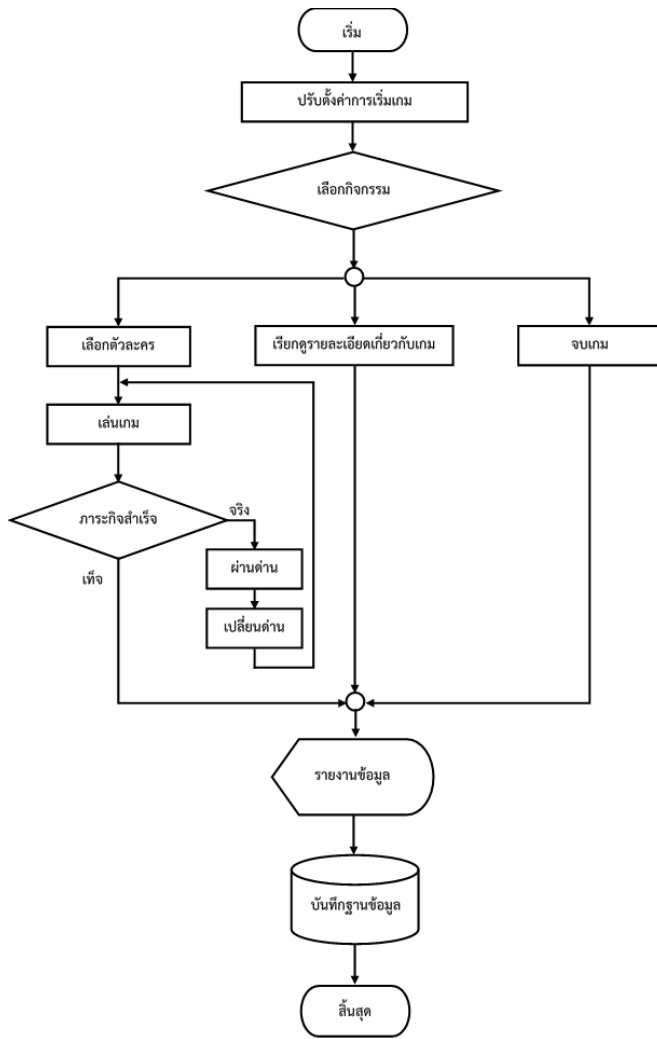 เริ่ม
ปรับตั้งค่าการเริ่มเกม
เลือกกิจกรรม
เลือกตัวละคร
เรียกดูรายละเอียดเกี่ยวกับเกม
จบเกม
เล่นเกม
ภาระกิจสำเร็จ
จริง
เท็จ
ผ่านด่าน
เปลี่ยนด่าน
รายงานข้อมูล
บันทึกฐานข้อมูล
สิ้นสุด